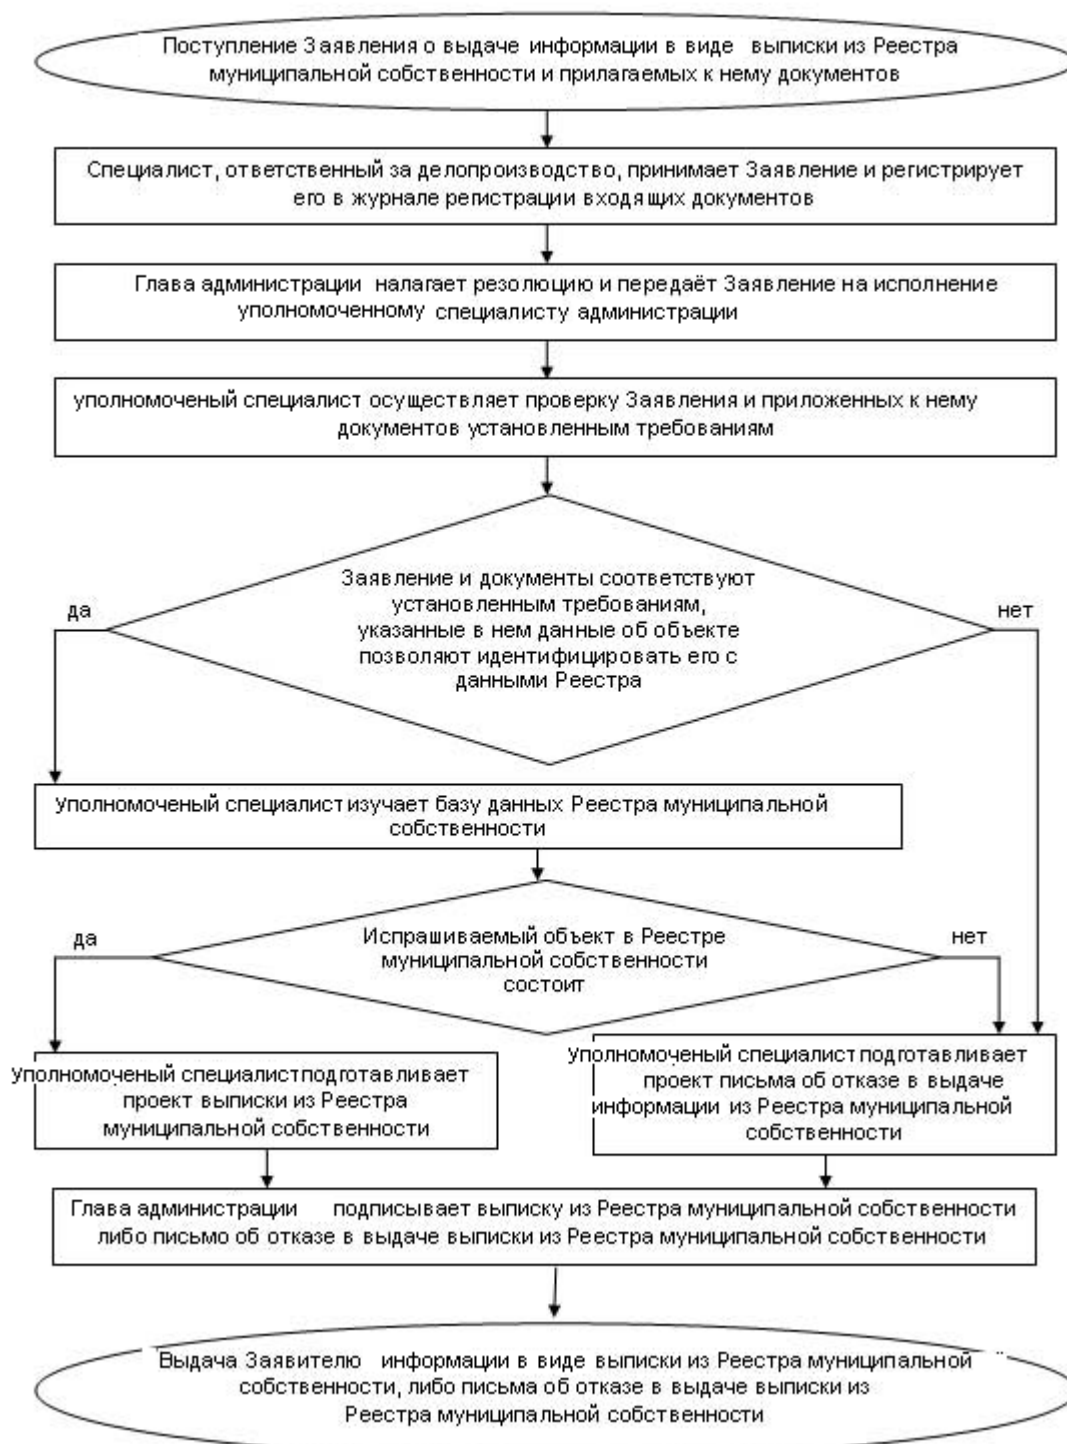 Поступление Заявления о выдаче информации в виде выписки из Реестра
муниципальной собственности и прилагаемых к нему документов
Специалист, ответственный за делопроизводство, принимает Заявление и регистрирует
его в журнале регистрации входящих документов
Глава администрации налагает резолюцию и передаёт Заявление на исполнение
уполномоченному специалисту администрации
уполномоченый специалист осуществляет проверку Заявления и приложенных к нему
документов установленным требованиям
Заявление и документы соответствуют
установленным требованиям,
указанные в нем данные об объекте
позволяют идентифицировать его с
данными Реестра
да
нет
Уполномоченый специалист изучает базу данных Реестра муниципальной
собственности
Испрашиваемый объект в Реестре
муниципальной собственности
состоит
да
нет
Уполномоченый специалист подготавливает
проект выписки из Реестра
муниципальной собственности
Уполномоченый специалист подготавливает
проект письма об отказе в выдаче
информации из Реестра муниципальной
собственности
Глава администрации подписывает выписку из Реестра муниципальной собственности
либо письмо об отказе в выдаче выписки из Реестра муниципальной собственности
Выдача Заявителю информации в виде выписки из Реестра муниципальной
собственности, либо письма об отказе в выдаче выписки из
Реестра муниципальной собственности